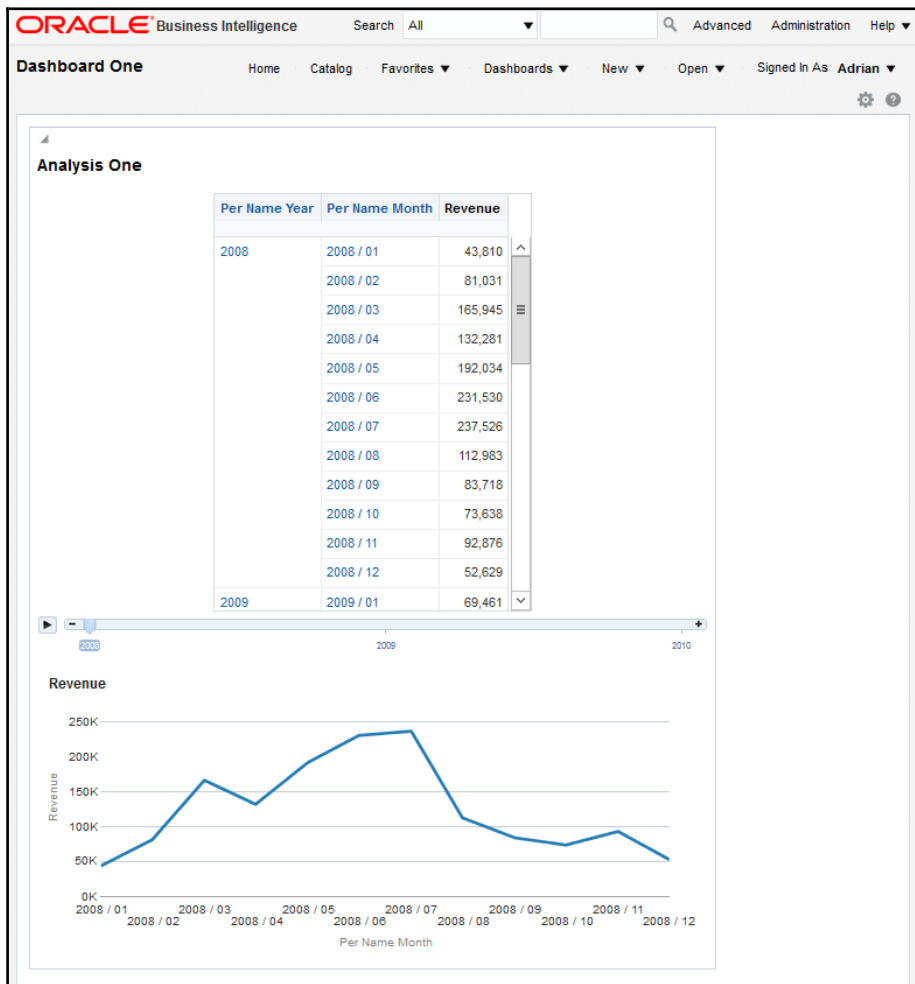 ORACLE Business Intelligence Search All Advanced Administration Help
Dashboard One Home Catalog Favorites Dashboards New Open Signed In As Adrian
Analysis One
Per Name Year Per Name Month Revenue
2008 2008 / 01 43,810
2008 / 02 81,031
2008 / 03 165,945
2008 / 04 132,281
2008 / 05 192,034
2008 / 06 231,530
2008 / 07 237,526
2008 / 08 112,983
2008 / 09 83,718
2008 / 10 73,638
2008 / 11 92,876
2008 / 12 52,629
2009 2009 / 01 69,461
2008 2009 2010
Revenue
250K
200K
150K
100K
50K
0K
Revenue
2008 / 01 2008 / 03 2008 / 05 2008 / 07 2008 / 09 2008 / 11
2008 / 02 2008 / 04 2008 / 06 2008 / 08 2008 / 10 2008 / 12
Per Name Month